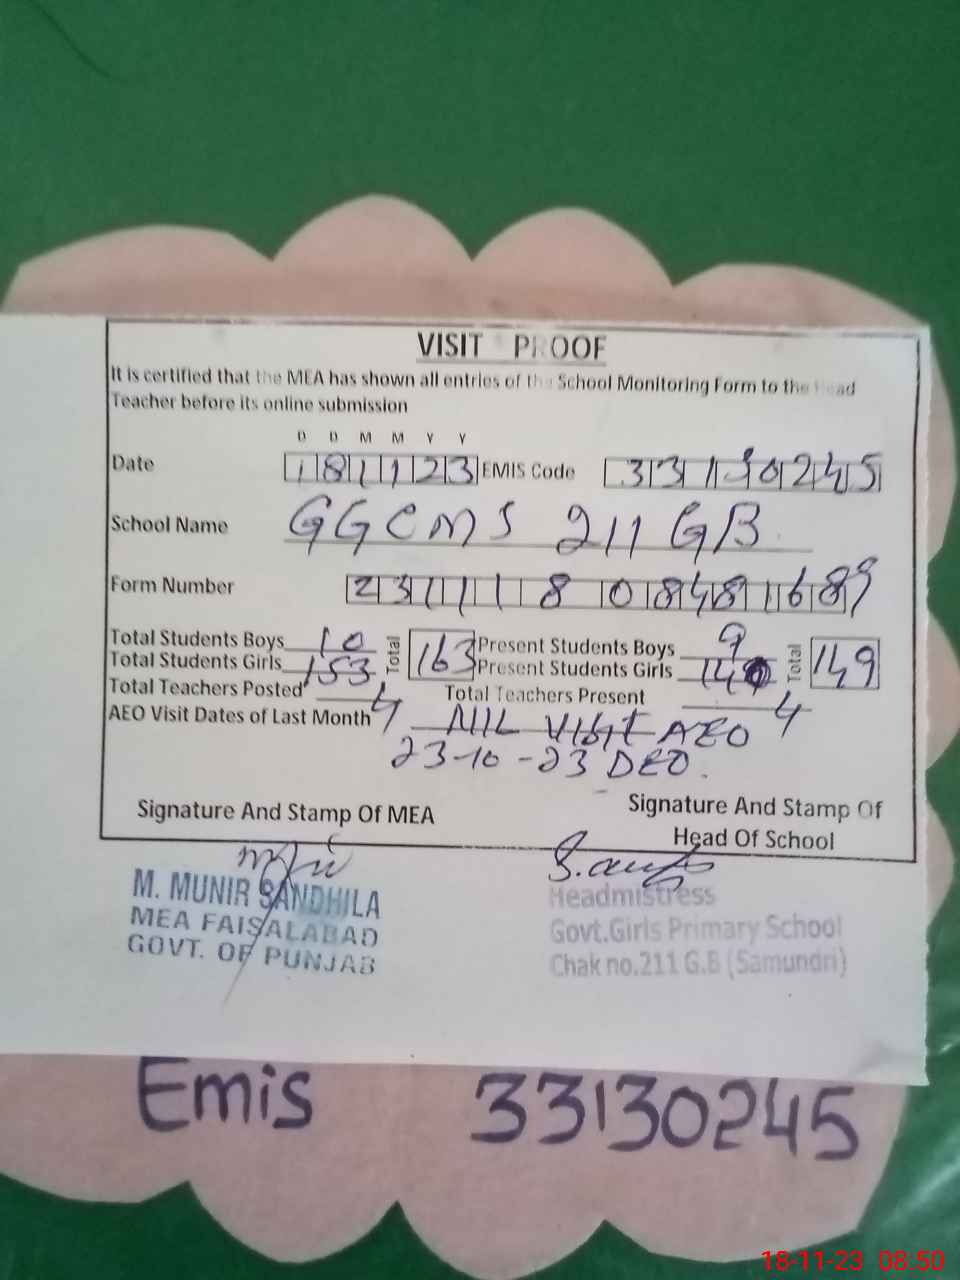 VISIT PROOF
It is certified that the MEA has shown all entries of the School Monitoring Form to the Head
Teacher before its online submission
D D M M Y Y
Date 181123 EMIS Code 33130245
School Name GGCMS 211 GB
Form Number 23111808481689
Total Students Boys 10 Total 163 Present Students Boys 9 Total 149
Total Students Girls 153 Present Students Girls 140
Total Teachers Posted 4 Total Teachers Present 4
AEO Visit Dates of Last Month NIL Visit AEO
23-10-23 DEO.
Signature And Stamp Of MEA Signature And Stamp Of
Head Of School
M. MUNIR SANDHILA
MEA FAISALABAD
GOVT. OF PUNJAB
Headmistress
Govt.Girls Primary School
Chak no.211 G.B (Samundri)
Emis 33130245
18-11-23 08.50